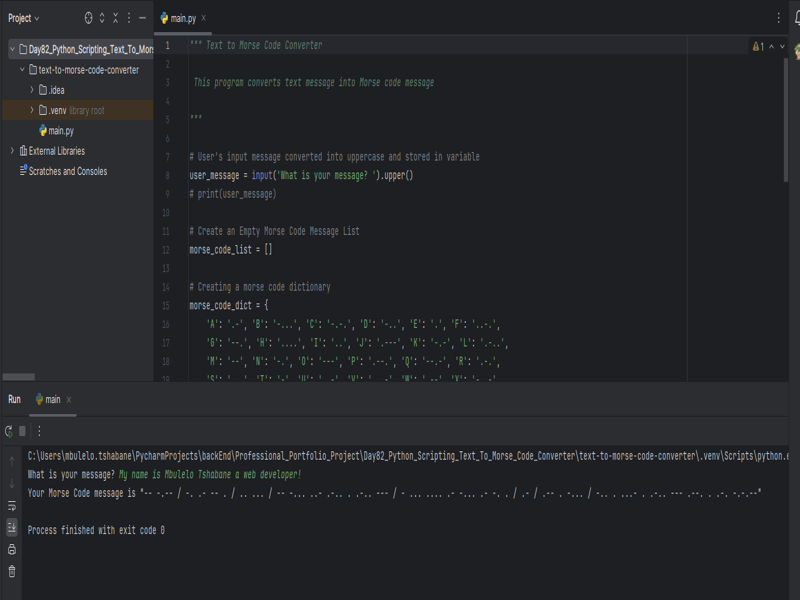 Project
main.py
Day82_Python_Scripting_Text_To_Mors
text-to-morse-code-converter
.idea
.venv library root
main.py
External Libraries
Scratches and Consoles
1 """ Text to Morse Code Converter
2
3 This program converts text message into Morse code message
4
5 """
6
7 # User's input message converted into uppercase and stored in variable
8 user_message = input('What is your message? ').upper()
9 # print(user_message)
10
11 # Create an Empty Morse Code Message List
12 morse_code_list = []
13
14 # Creating a morse code dictionary
15 morse_code_dict = {
16 'A': '.-', 'B': '-...', 'C': '-.-.', 'D': '-..', 'E': '.', 'F': '..-.',
17 'G': '--.', 'H': '....', 'I': '..', 'J': '.---', 'K': '-.-', 'L': '.-..',
18 'M': '--', 'N': '-.', 'O': '---', 'P': '.--.', 'Q': '--.-', 'R': '.-.',
1
Run
main
C:\Users\mbulelo.tshabane\PycharmProjects\backEnd\Professional_Portfolio_Project\Day82_Python_Scripting_Text_To_Morse_Code_Converter\text-to-morse-code-converter\.venv\Scripts\python.e
What is your message? My name is Mbulelo Tshabane a web developer!
Your Morse Code message is "-- -.-- / -. .- -- . / .. ... / -- -... ..- .-.. . .-.. --- / - ... .... .- -... .- -. . / .- / .-- . -... / -.. . ...- . .-.. --- .--. . .-. -.-.--"
Process finished with exit code 0